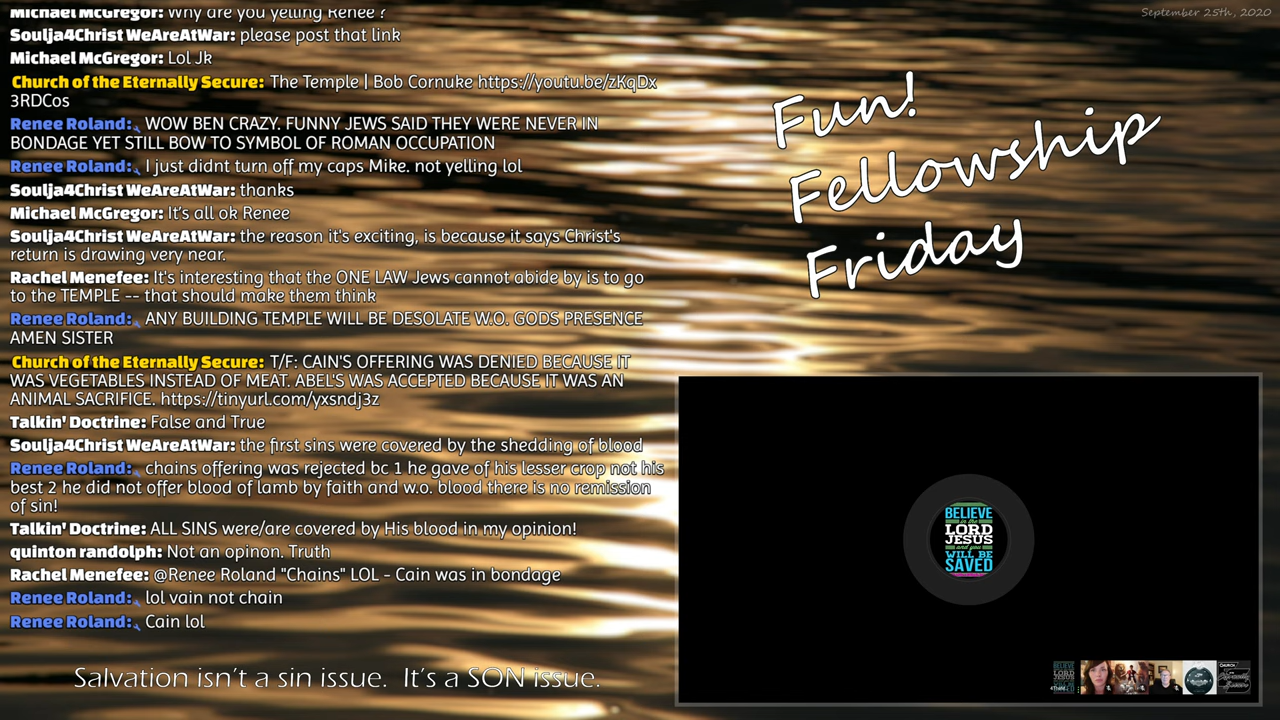 Michael McGregor: Why are you yelling Renee ?
Soulja4Christ WeAreAtWar: please post that link
Michael McGregor: Lol Jk
Church of the Eternally Secure: The Temple | Bob Cornuke https://youtu.be/zKqDx
3RDCos
Renee Roland: WOW BEN CRAZY. FUNNY JEWS SAID THEY WERE NEVER IN
BONDAGE YET STILL BOW TO SYMBOL OF ROMAN OCCUPATION
Renee Roland: I just didnt turn off my caps Mike. not yelling lol
Soulja4Christ WeAreAtWar: thanks
Michael McGregor: It's all ok Renee
Soulja4Christ WeAreAtWar: the reason it's exciting, is because it says Christ's
return is drawing very near.
Rachel Menefee: It's interesting that the ONE LAW Jews cannot abide by is to go
to the TEMPLE -- that should make them think
Renee Roland: ANY BUILDING TEMPLE WILL BE DESOLATE W.O. GODS PRESENCE
AMEN SISTER
Church of the Eternally Secure: T/F: CAIN'S OFFERING WAS DENIED BECAUSE IT
WAS VEGETABLES INSTEAD OF MEAT. ABEL'S WAS ACCEPTED BECAUSE IT WAS AN
ANIMAL SACRIFICE. https://tinyurl.com/yxsndj3z
Talkin' Doctrine: False and True
Soulja4Christ WeAreAtWar: the first sins were covered by the shedding of blood
Renee Roland: chains offering was rejected bc 1 he gave of his lesser crop not his
best 2 he did not offer blood of lamb by faith and w.o. blood there is no remission
of sin!
Talkin' Doctrine: ALL SINS were/are covered by His blood in my opinion!
quinton randolph: Not an opinon. Truth
Rachel Menefee: @Renee Roland "Chains" LOL - Cain was in bondage
Renee Roland: lol vain not chain
Renee Roland: Cain lol
Salvation isn't a sin issue. It's a SON issue.
September 25th, 2020
Fun!
Fellowship
Friday
BELIEVE
in the
LORD
JESUS
and you
WILL BE
SAVED